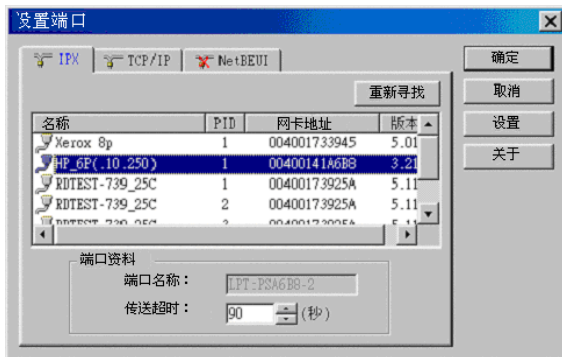 设置端口
IPX TCP/IP NetBEUI
确定
取消
设置
关于
重新寻找
名称 PID 网卡地址 版本
Xerox 8p 1 004001733945 5.01
HP_6P(.10.250) 1 00400141A6B8 3.21
RDTEST-739_25C 1 00400173925A 5.11
RDTEST-739_25C 2 00400173925A 5.11
端口资料
端口名称： LPT:PSA6B8-2
传送超时： 90 (秒)